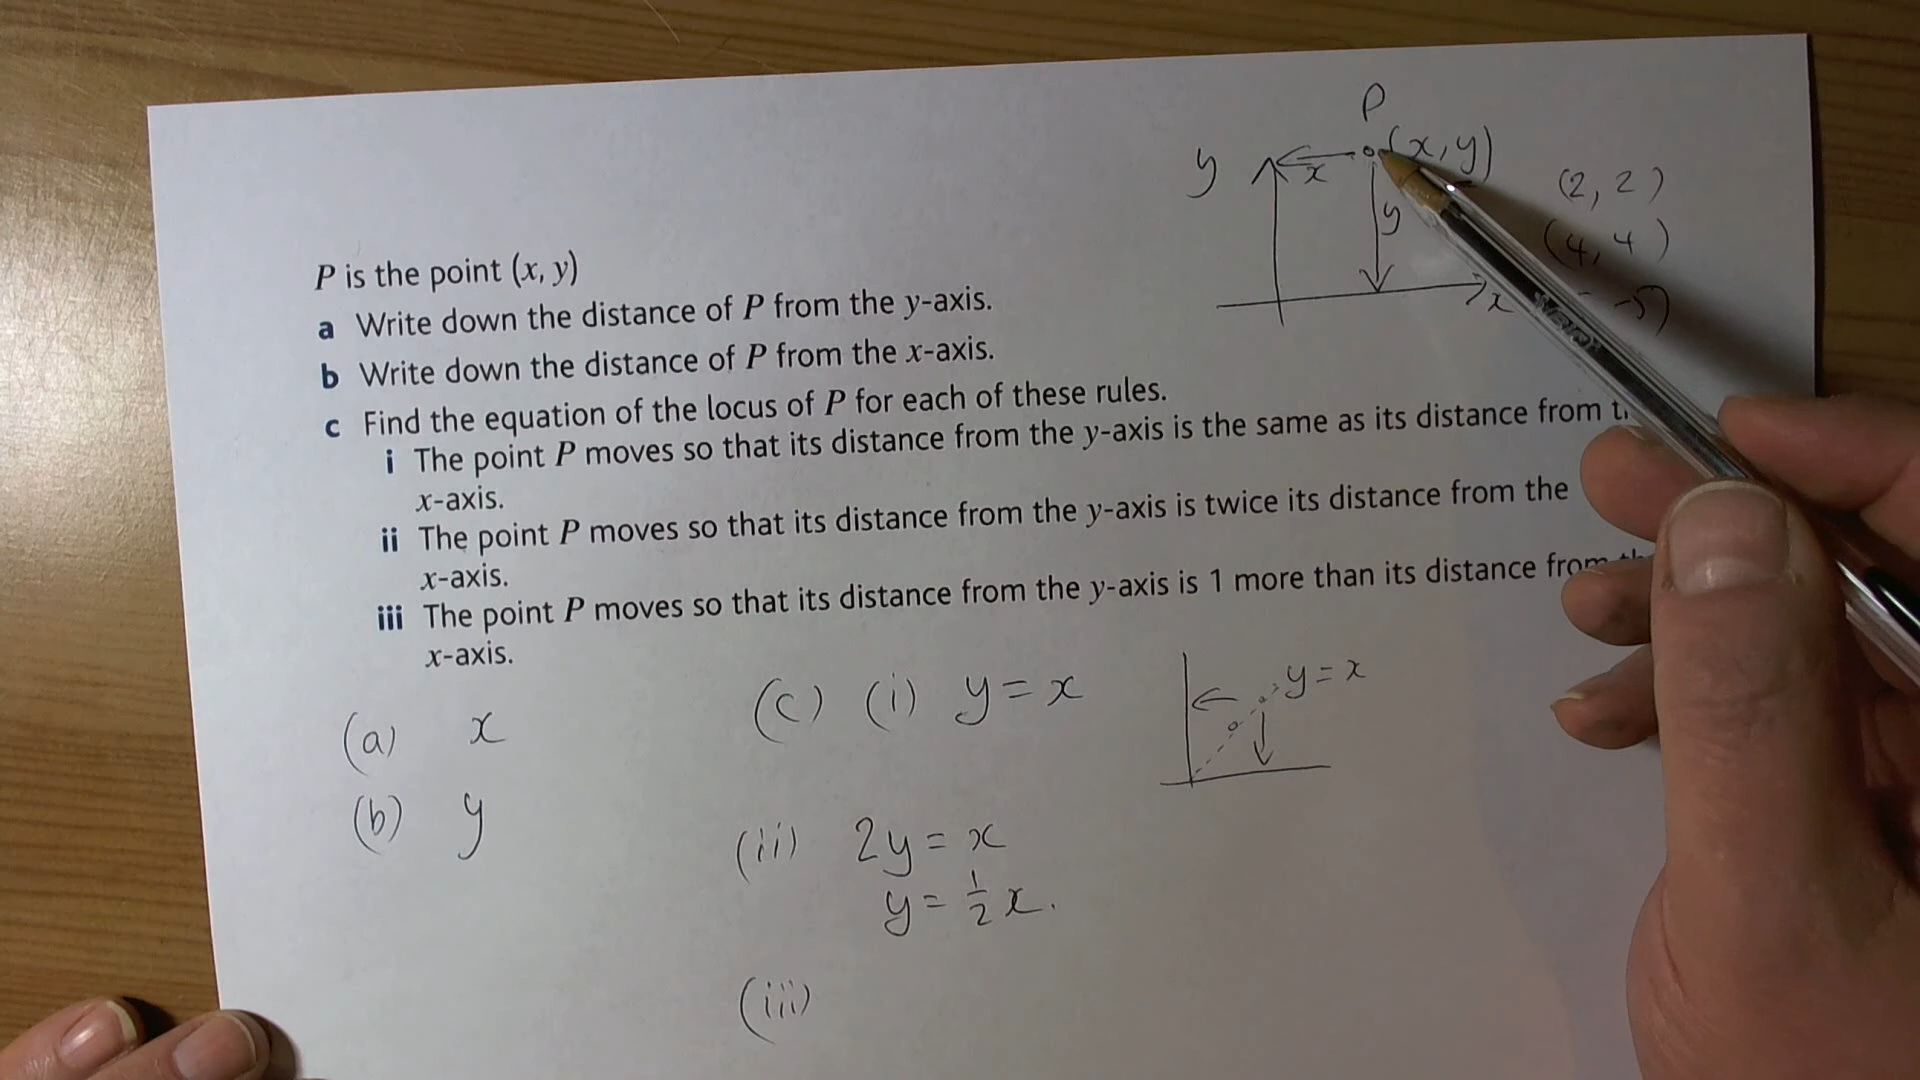 P
(x, y)
y
x
y
x
(2, 2)
(4, 4)
-5)
P is the point (x, y)
a Write down the distance of P from the y-axis.
b Write down the distance of P from the x-axis.
c Find the equation of the locus of P for each of these rules.
i The point P moves so that its distance from the y-axis is the same as its distance from
x-axis.
ii The point P moves so that its distance from the y-axis is twice its distance from the
x-axis.
iii The point P moves so that its distance from the y-axis is 1 more than its distance from
x-axis.
(a) x
(b) y
(c) (i) y = x
y = x
(ii) 2y = x
y = 1/2 x.
(iii)